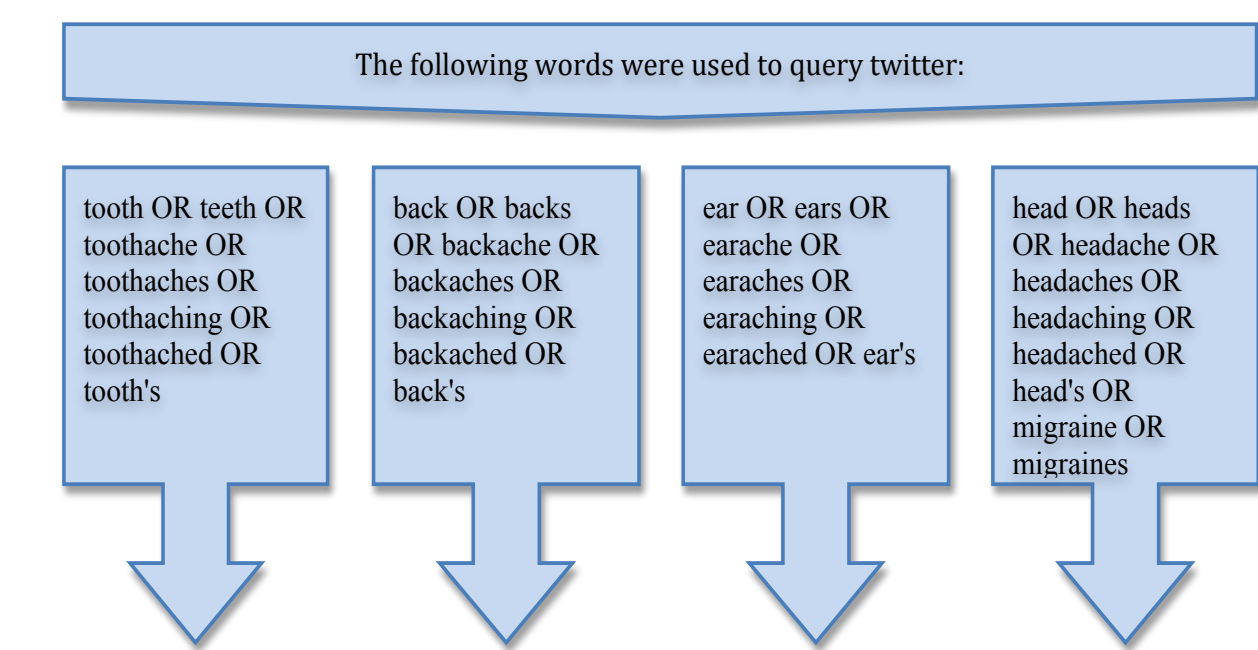 The following words were used to query twitter:
tooth OR teeth OR
toothache OR
toothaches OR
toothaching OR
toothached OR
tooth's
back OR backs
OR backache OR
backaches OR
backaching OR
backached OR
back's
ear OR ears OR
earache OR
earaches OR
earaching OR
earached OR ear's
head OR heads
OR headache OR
headaches OR
headaching OR
headached OR
head's OR
migraine OR
migraines